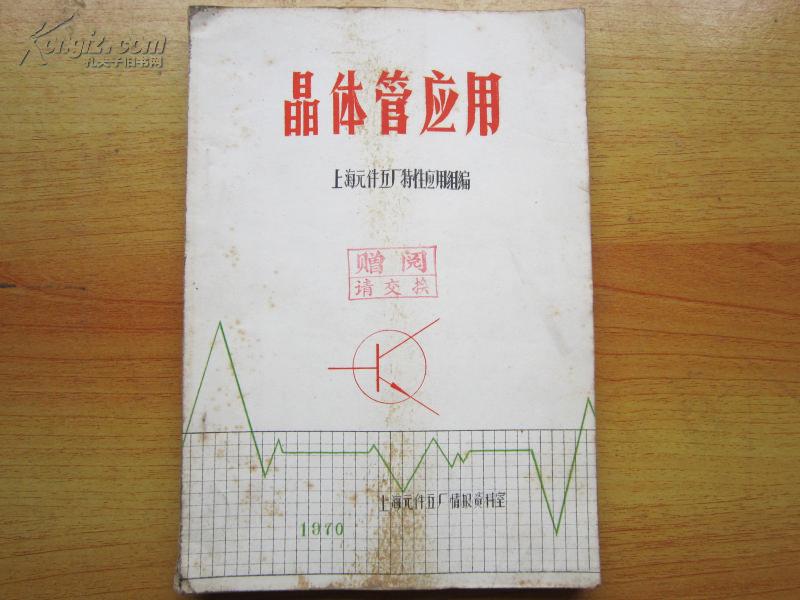 Kongfz.com
孔夫子旧书网
晶体管应用
上海元件五厂特性应用组编
赠阅
请交换
上海元件五厂情报资料室
1970